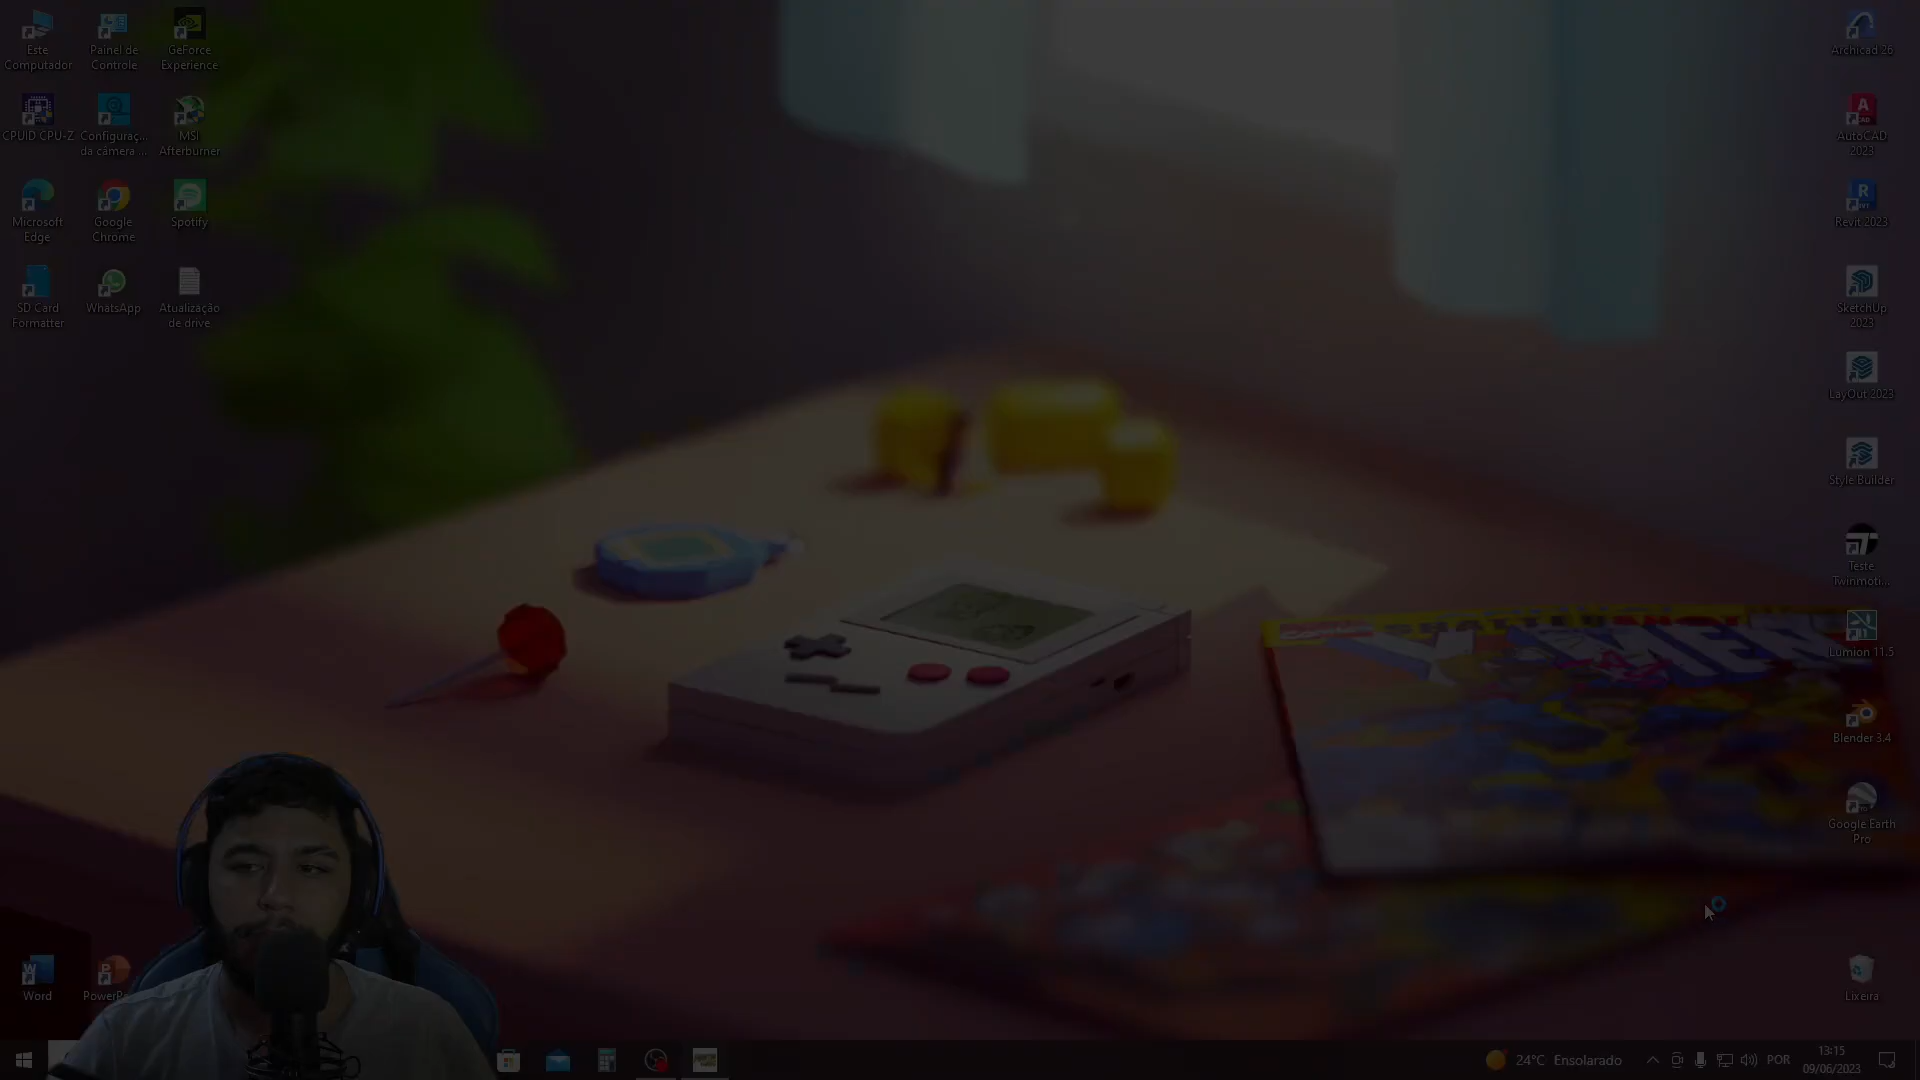 Este
Computador
Painel de
Controle
GeForce
Experience
CPUID CPU-Z
Configuraç...
da câmera ...
MSI
Afterburner
Microsoft
Edge
Google
Chrome
Spotify
SD Card
Formatter
WhatsApp
Atualização
de drive
Word
Archicad 26
AutoCAD
2023
Revit 2023
SketchUp
2023
LayOut 2023
Style Builder
Teste
Twinmoti...
Lumion 11.5
Blender 3.4
Google Earth
Pro
Lixeira
X-MEN
24°C Ensolarado
POR
13:15
09/06/2023